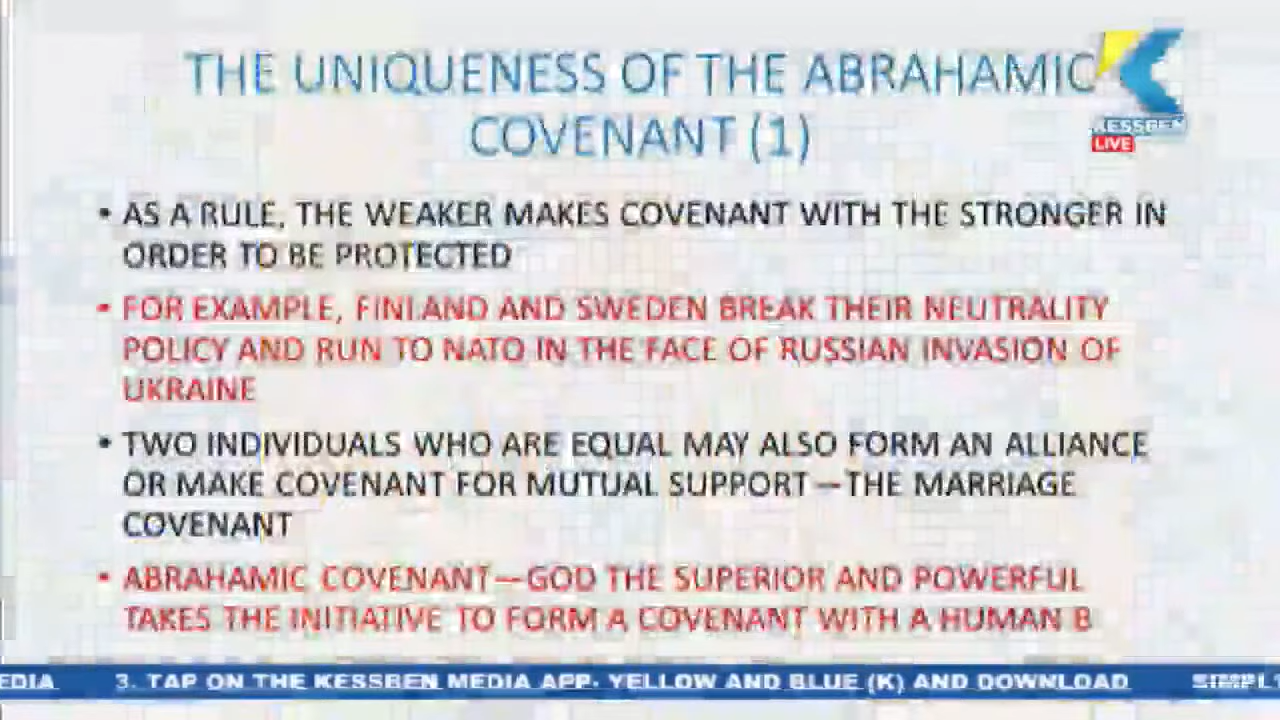 THE UNIQUENESS OF THE ABRAHAMIC
COVENANT (1)
KESSBEN
LIVE
• AS A RULE, THE WEAKER MAKES COVENANT WITH THE STRONGER IN
ORDER TO BE PROTECTED
• FOR EXAMPLE, FINLAND AND SWEDEN BREAK THEIR NEUTRALITY
POLICY AND RUN TO NATO IN THE FACE OF RUSSIAN INVASION OF
UKRAINE
• TWO INDIVIDUALS WHO ARE EQUAL MAY ALSO FORM AN ALLIANCE
OR MAKE COVENANT FOR MUTUAL SUPPORT—THE MARRIAGE
COVENANT
• ABRAHAMIC COVENANT—GOD THE SUPERIOR AND POWERFUL
TAKES THE INITIATIVE TO FORM A COVENANT WITH A HUMAN B
EDIA 3. TAP ON THE KESSBEN MEDIA APP- YELLOW AND BLUE (K) AND DOWNLOAD